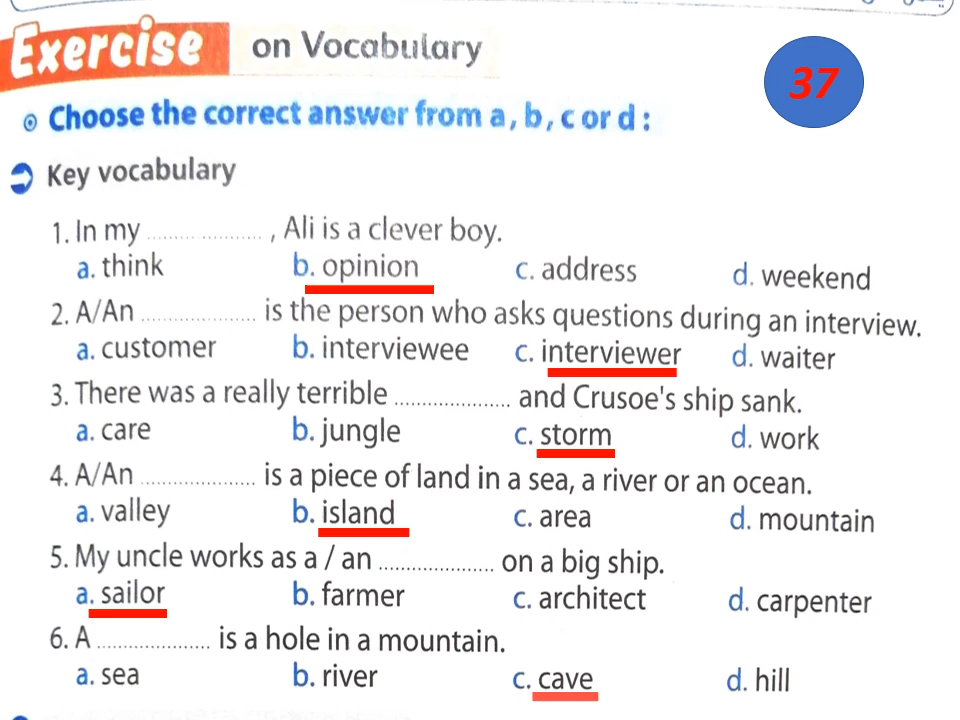 Exercise on Vocabulary
37
Choose the correct answer from a, b, c or d :
Key vocabulary
1. In my ...................... , Ali is a clever boy.
a. think b. opinion c. address d. weekend
2. A/An ...................... is the person who asks questions during an interview.
a. customer b. interviewee c. interviewer d. waiter
3. There was a really terrible ...................... and Crusoe's ship sank.
a. care b. jungle c. storm d. work
4. A/An ...................... is a piece of land in a sea, a river or an ocean.
a. valley b. island c. area d. mountain
5. My uncle works as a / an ...................... on a big ship.
a. sailor b. farmer c. architect d. carpenter
6. A ...................... is a hole in a mountain.
a. sea b. river c. cave d. hill